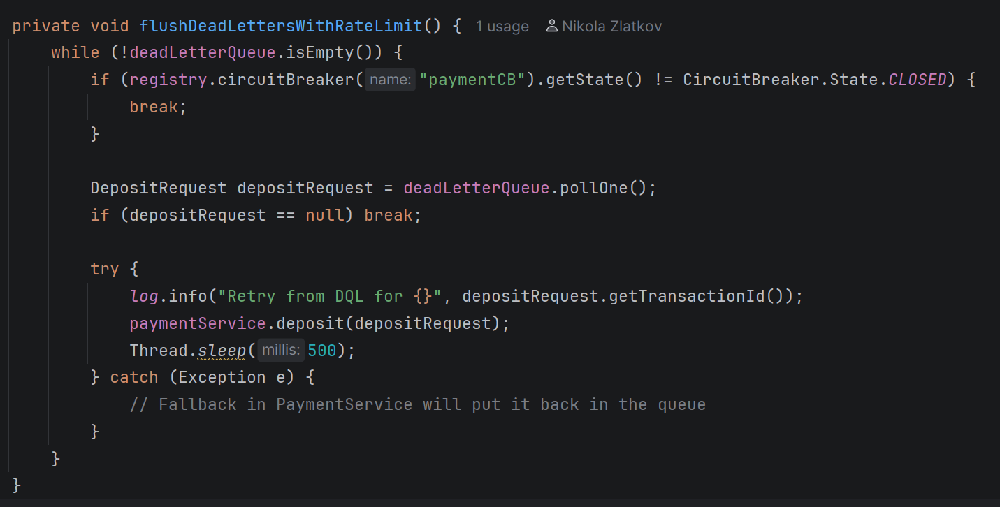 private void flushDeadLettersWithRateLimit() { 1 usage Nikola Zlatkov
while (!deadLetterQueue.isEmpty()) {
if (registry.circuitBreaker( name: "paymentCB").getState() != CircuitBreaker.State.CLOSED) {
break;
}
DepositRequest depositRequest = deadLetterQueue.pollOne();
if (depositRequest == null) break;
try {
log.info("Retry from DQL for {}", depositRequest.getTransactionId());
paymentService.deposit(depositRequest);
Thread.sleep( millis: 500);
} catch (Exception e) {
// Fallback in PaymentService will put it back in the queue
}
}
}